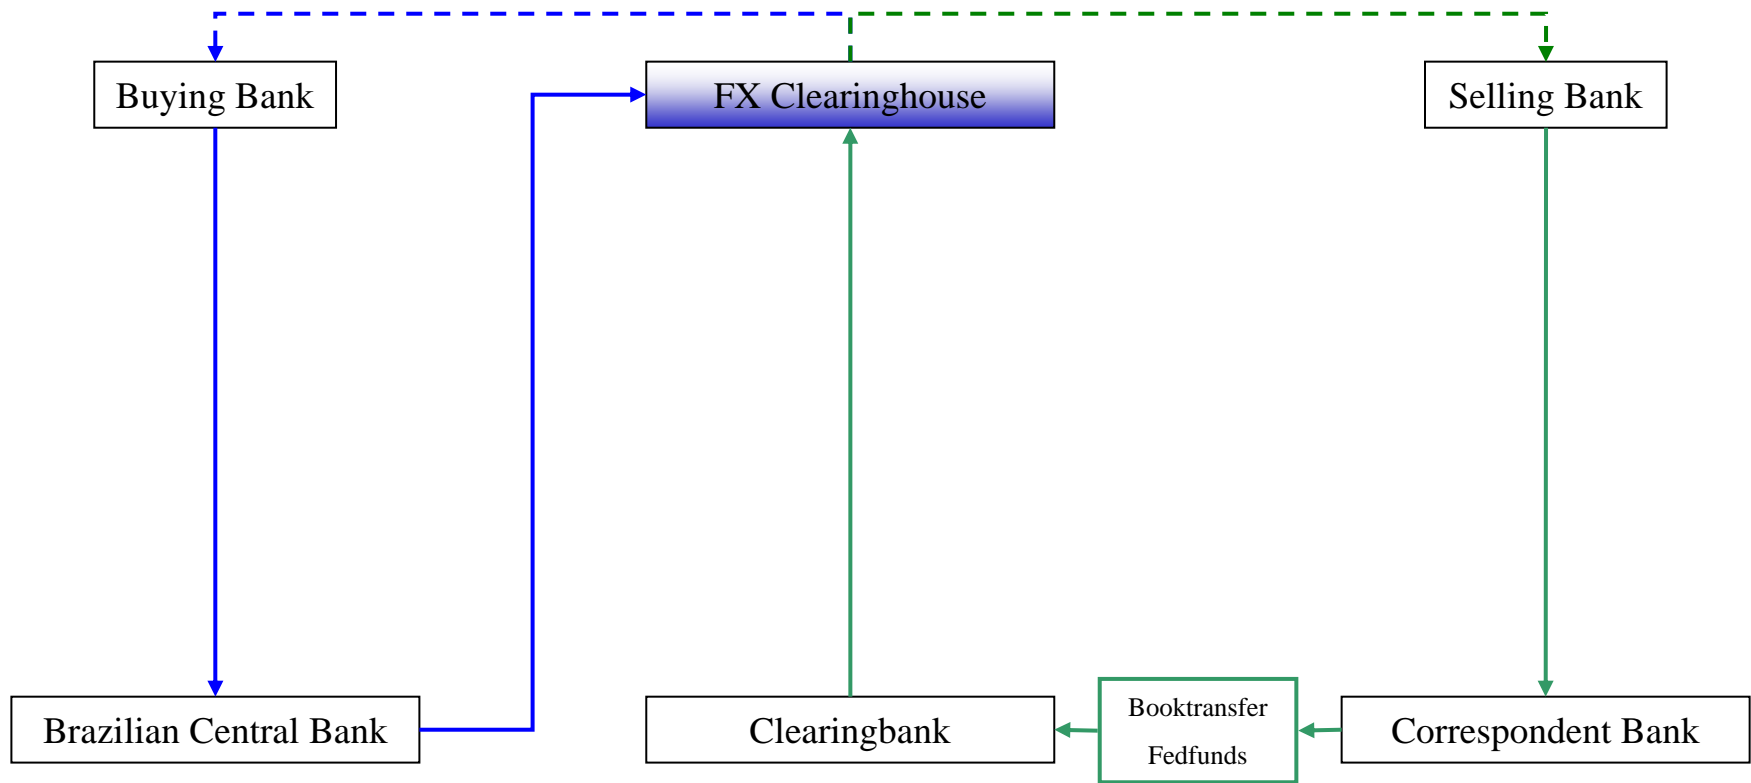 Buying Bank
FX Clearinghouse
Selling Bank
Brazilian Central Bank
Clearingbank
Booktransfer
Fedfunds
Correspondent Bank